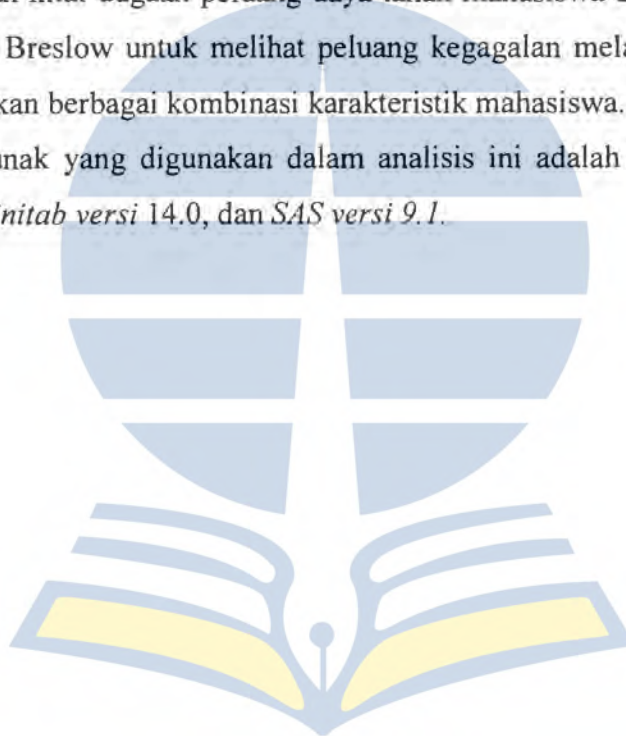 Breslow untuk melihat peluang kegagalan mela
kan berbagai kombinasi karakteristik mahasiswa.
unak yang digunakan dalam analisis ini adalah
initab versi 14.0, dan SAS versi 9.1.